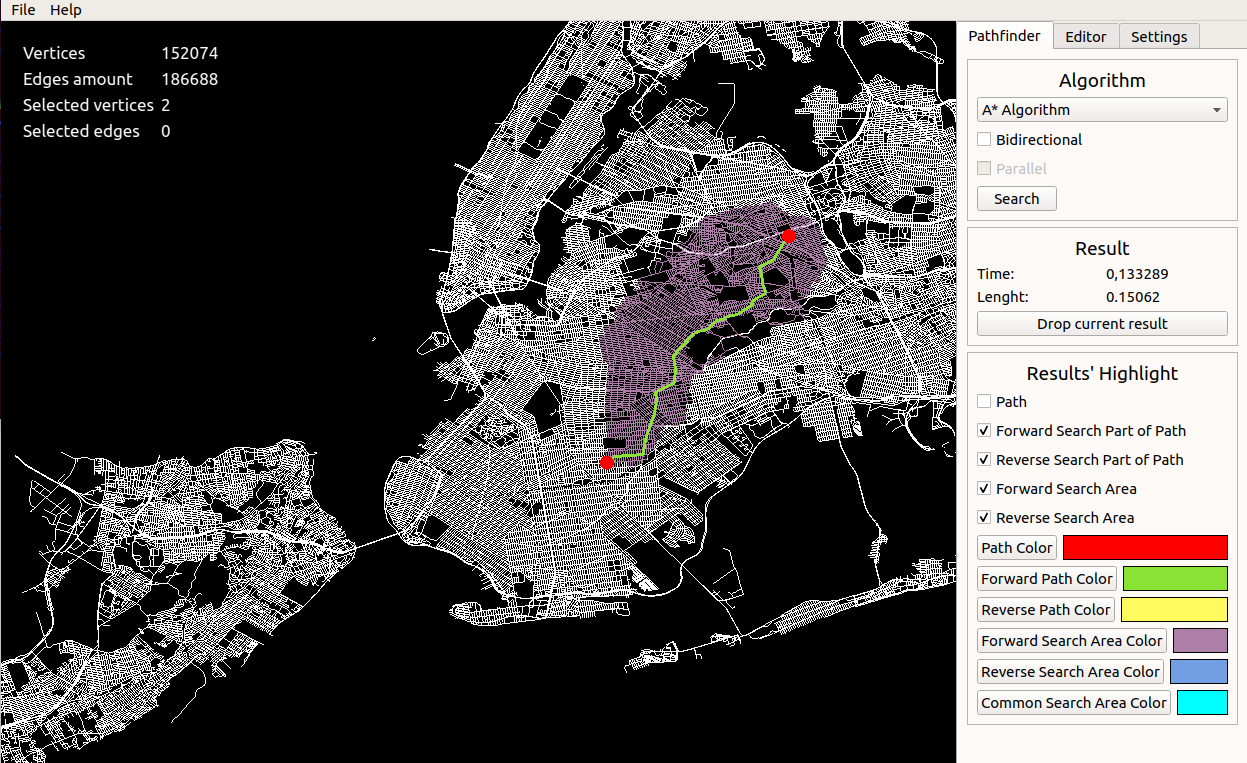 File Help
Vertices 152074
Edges amount 186688
Selected vertices 2
Selected edges 0
Pathfinder Editor Settings
Algorithm
A* Algorithm
Bidirectional
Parallel
Search
Result
Time: 0,133289
Lenght: 0.15062
Drop current result
Results' Highlight
Path
Forward Search Part of Path
Reverse Search Part of Path
Forward Search Area
Reverse Search Area
Path Color
Forward Path Color
Reverse Path Color
Forward Search Area Color
Reverse Search Area Color
Common Search Area Color